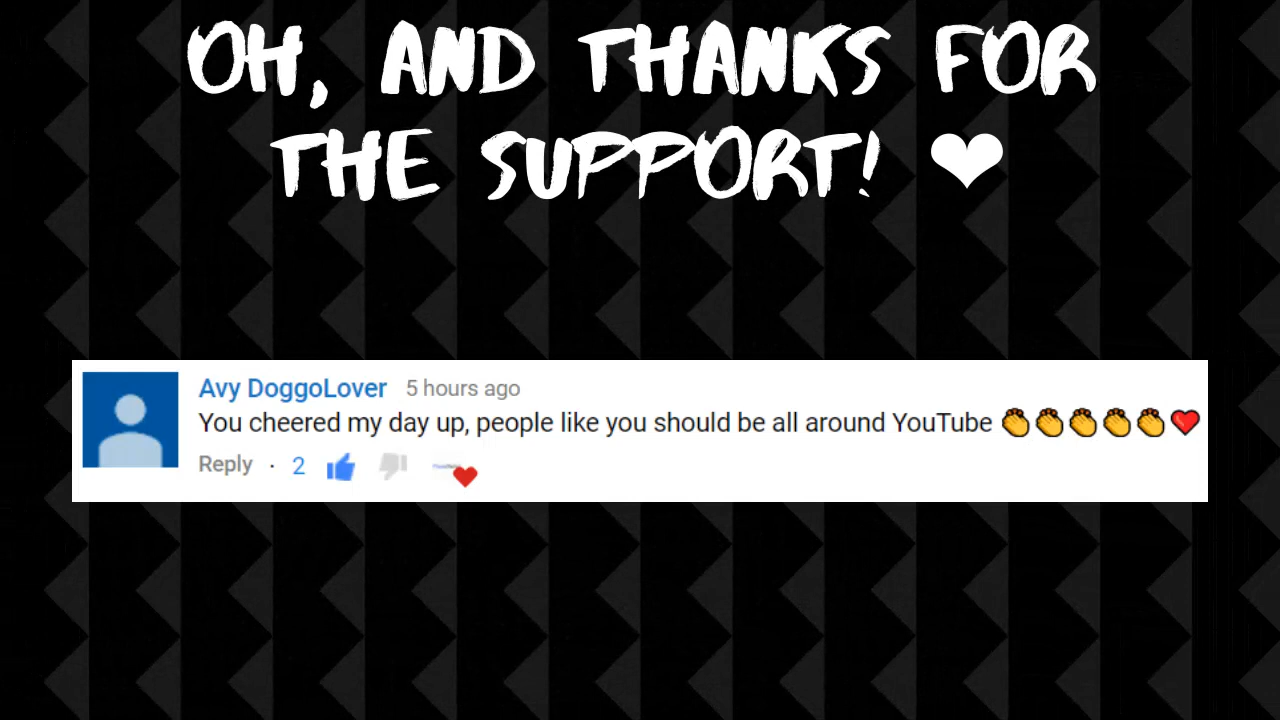 OH, AND THANKS FOR
THE SUPPORT! ❤
Avy DoggoLover 5 hours ago
You cheered my day up, people like you should be all around YouTube 👏👏👏👏👏❤️
Reply · 2